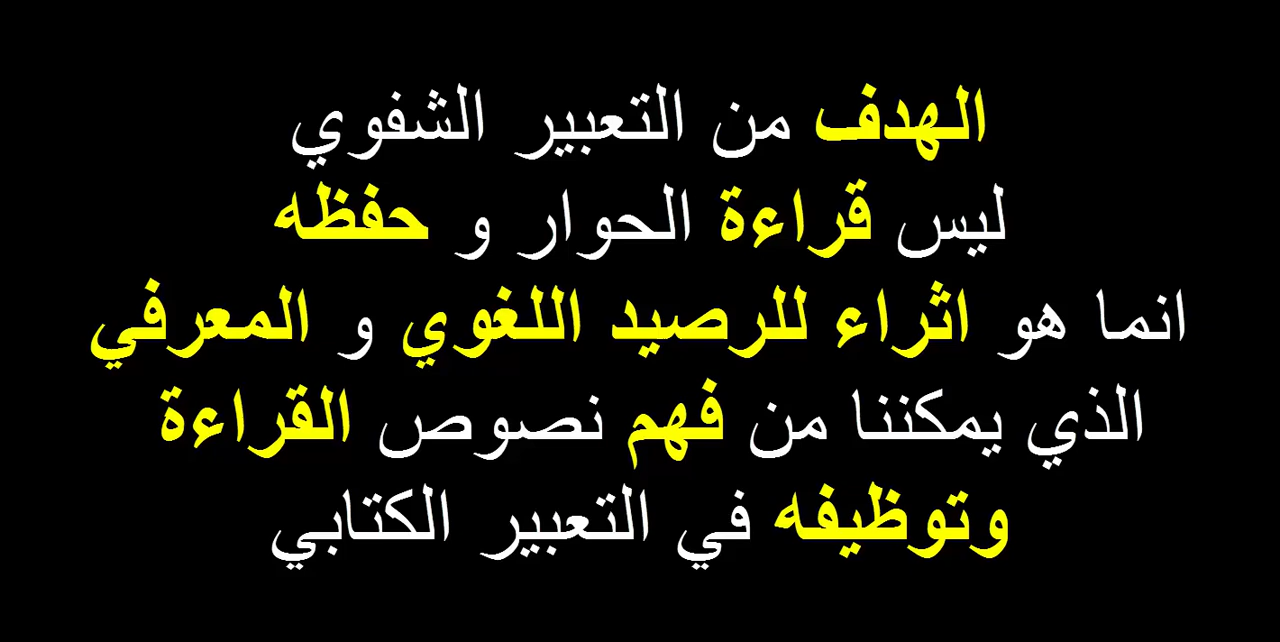 الهدف من التعبير الشفوي
ليس قراءة الحوار و حفظه
انما هو اثراء للرصيد اللغوي و المعرفي
الذي يمكننا من فهم نصوص القراءة
وتوظيفه في التعبير الكتابي